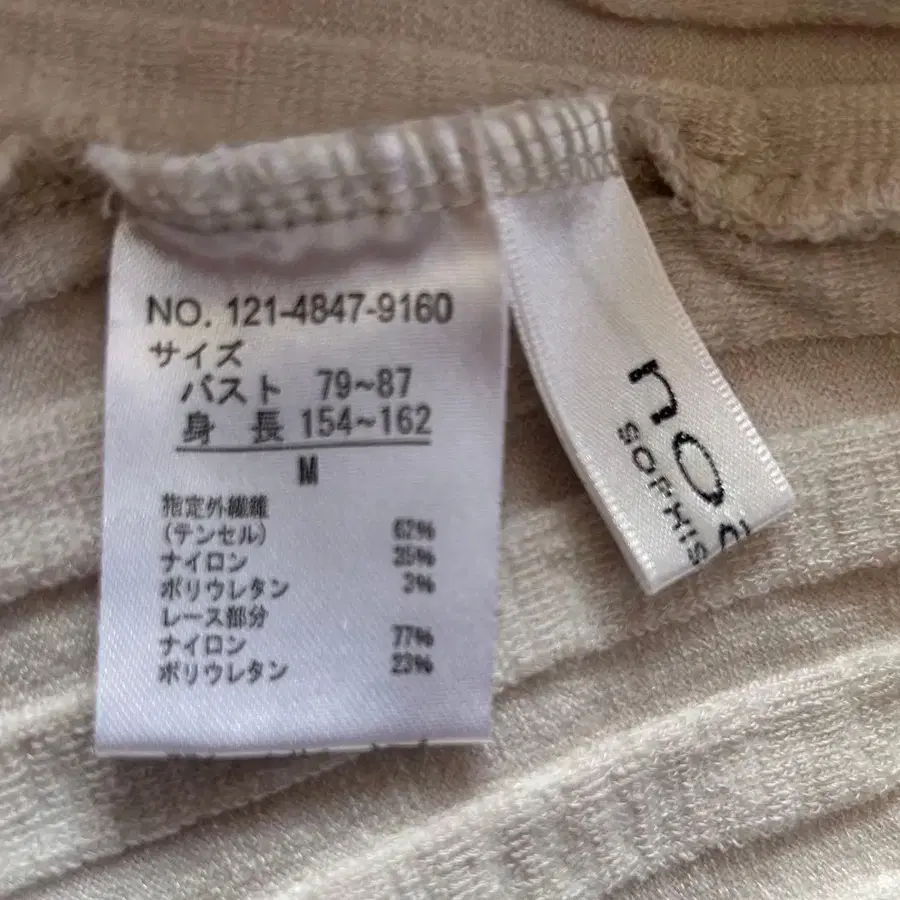 NO. 121-4847-9160
サイズ
バスト 79~87
身 長 154~162
M
指定外繊維
(テンセル) 62%
ナイロン 35%
ポリウレタン 3%
レース部分
ナイロン 77%
ポリウレタン 23%
no
SOPHIS